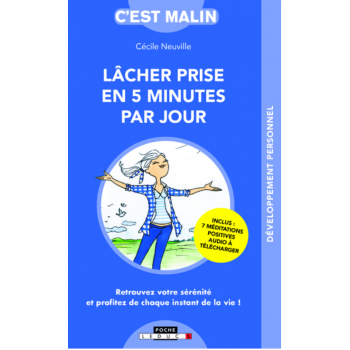 C'EST MALIN
Cécile Neuville
LÂCHER PRISE
EN 5 MINUTES
PAR JOUR
INCLUS :
7 MÉDITATIONS
POSITIVES
AUDIO À
TÉLÉCHARGER
DÉVELOPPEMENT PERSONNEL
Retrouvez votre sérénité
et profitez de chaque instant de la vie !
POCHE
LEDUC.S